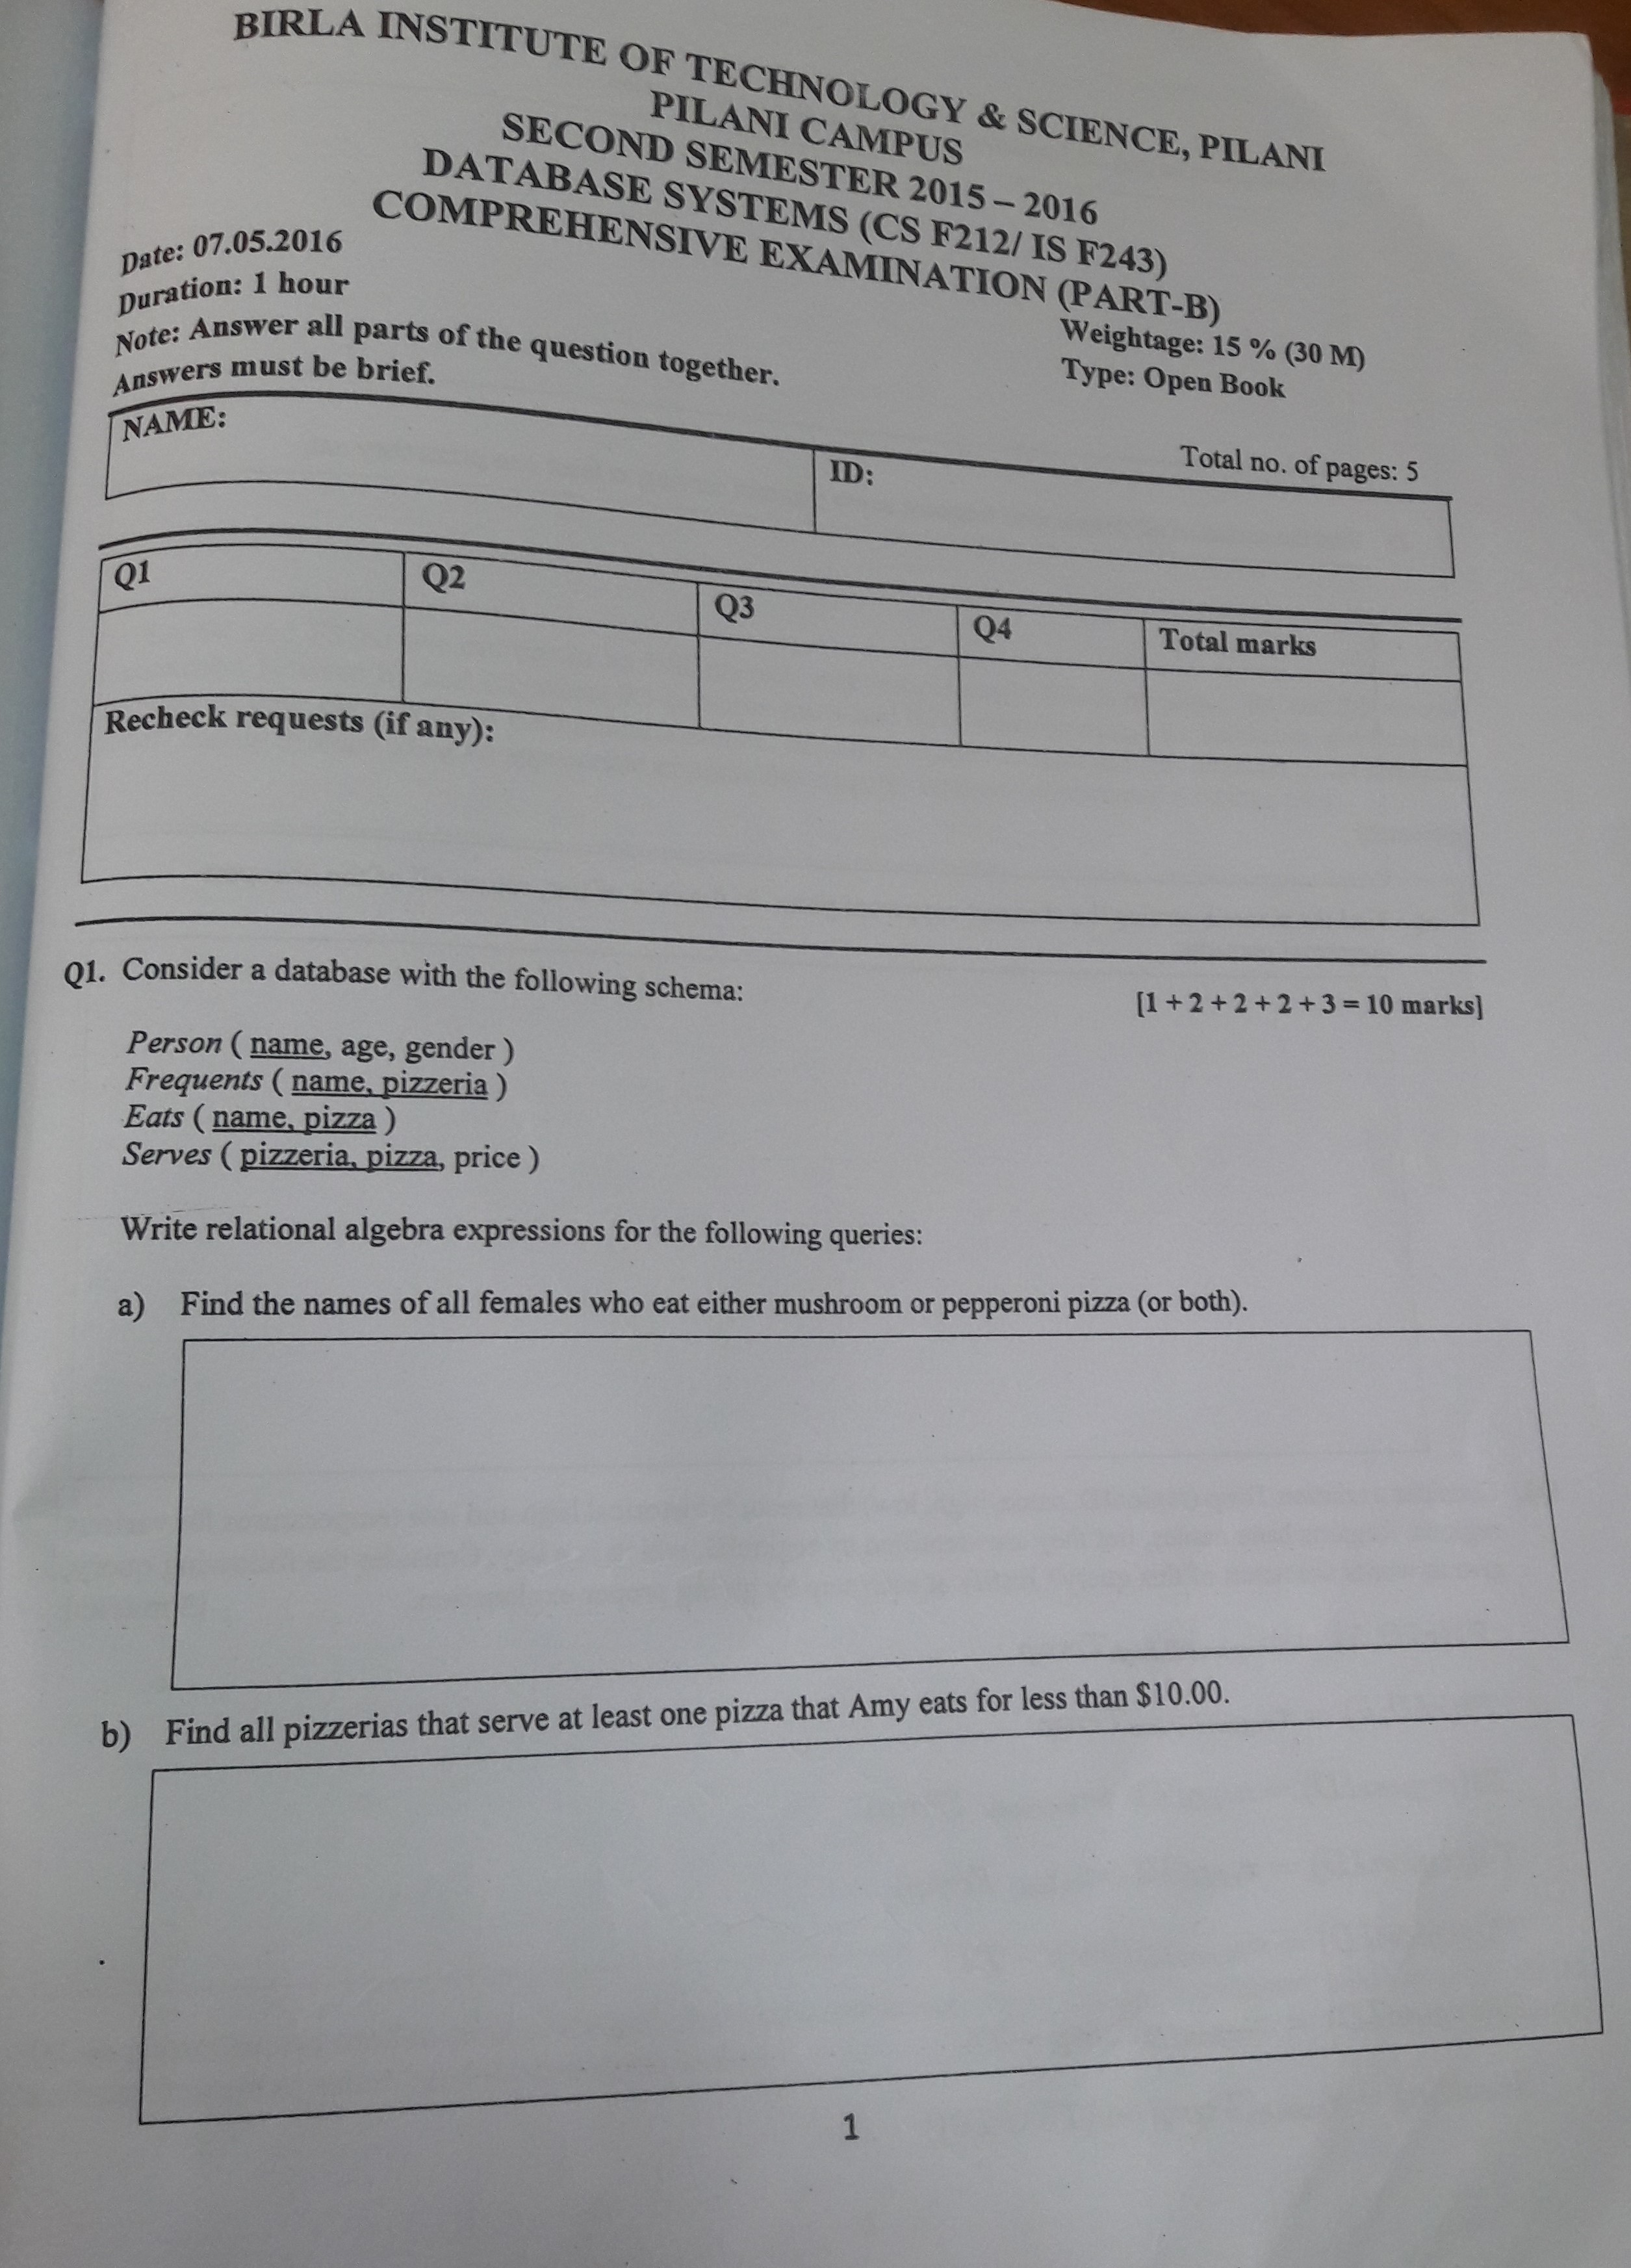 BIRLA INSTITUTE OF TECHNOLOGY & SCIENCE, PILANI
PILANI CAMPUS
SECOND SEMESTER 2015 – 2016
DATABASE SYSTEMS (CS F212/ IS F243)
COMPREHENSIVE EXAMINATION (PART-B)
Date: 07.05.2016
Duration: 1 hour
Weightage: 15 % (30 M)
Note: Answer all parts of the question together.
Type: Open Book
Answers must be brief.
Total no. of pages: 5
NAME:
ID:
Q1
Q2
Q3
Q4
Total marks
Recheck requests (if any):
Q1. Consider a database with the following schema:
[1 + 2 + 2 + 2 + 3 = 10 marks]
Person ( name, age, gender )
Frequents ( name, pizzeria )
Eats ( name, pizza )
Serves ( pizzeria, pizza, price )
Write relational algebra expressions for the following queries:
a) Find the names of all females who eat either mushroom or pepperoni pizza (or both).
b) Find all pizzerias that serve at least one pizza that Amy eats for less than $10.00.
1